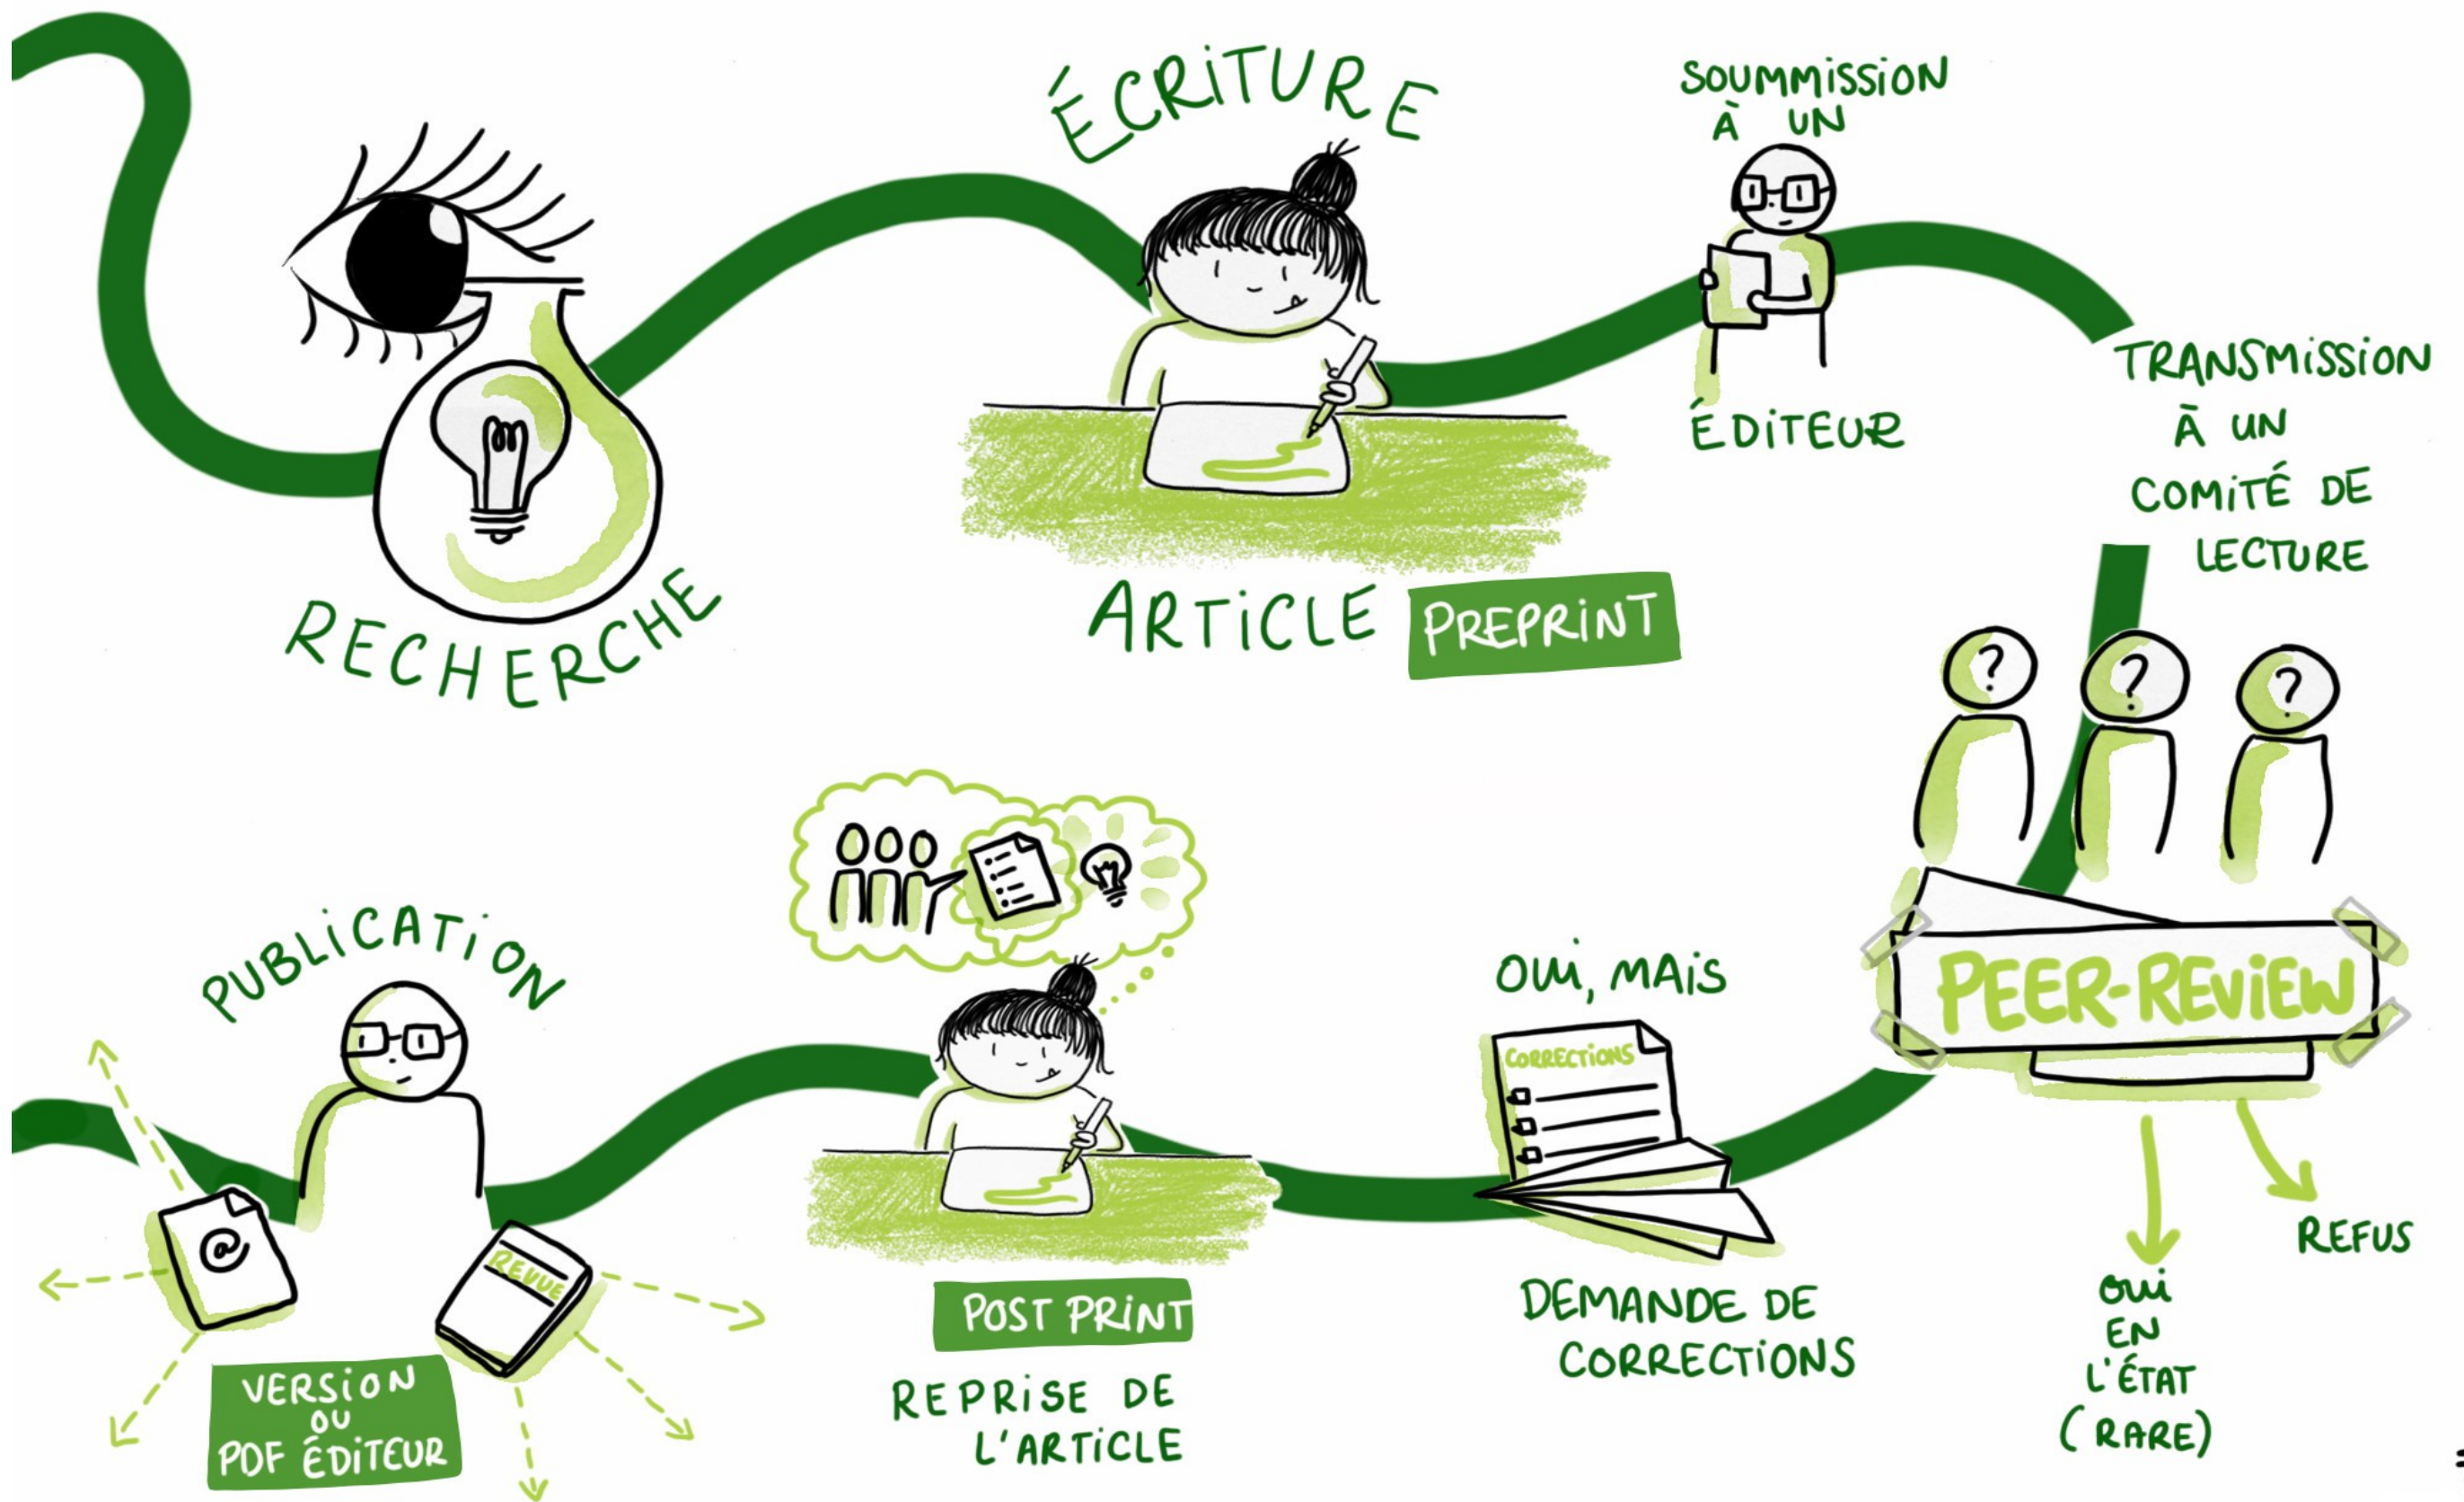 ÉCRITURE
SOUMMISSION
À UN
ÉDITEUR
TRANSMISSION
À UN
COMITÉ DE
LECTURE
RECHERCHE
ARTICLE PREPRINT
?
?
?
PEER-REVIEW
REFUS
OUI
EN
L'ÉTAT
(RARE)
OUI, MAIS
CORRECTIONS
DEMANDE DE
CORRECTIONS
POST PRINT
REPRISE DE
L'ARTICLE
PUBLICATION
@
REVUE
VERSION
OU
PDF ÉDITEUR